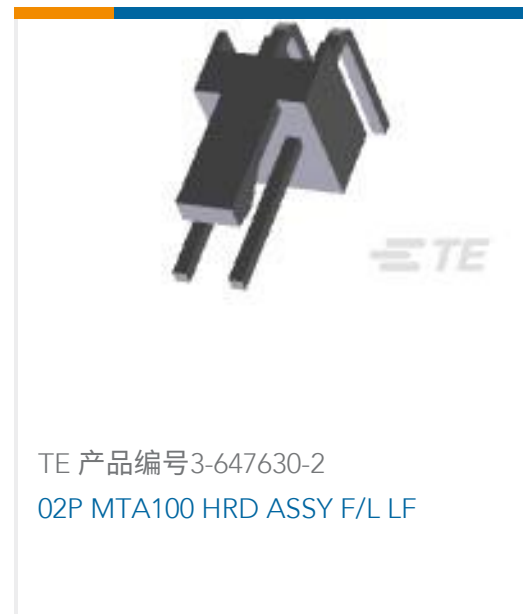 TE
TE 产品编号3-647630-2
02P MTA100 HRD ASSY F/L LF